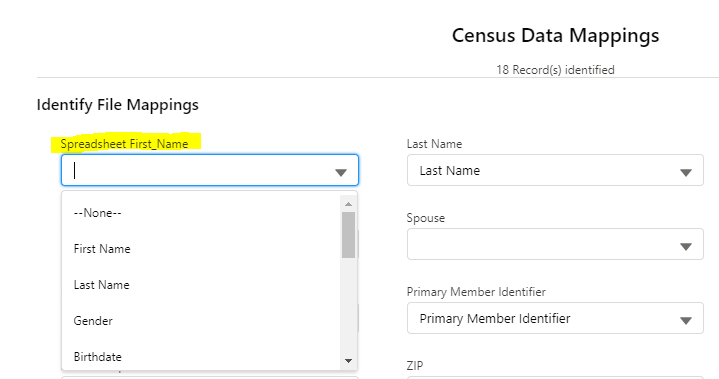 Census Data Mappings
18 Record(s) identified
Identify File Mappings
Spreadsheet First_Name
Last Name
Last Name
--None--
First Name
Last Name
Gender
Birthdate
Spouse
Primary Member Identifier
Primary Member Identifier
ZIP